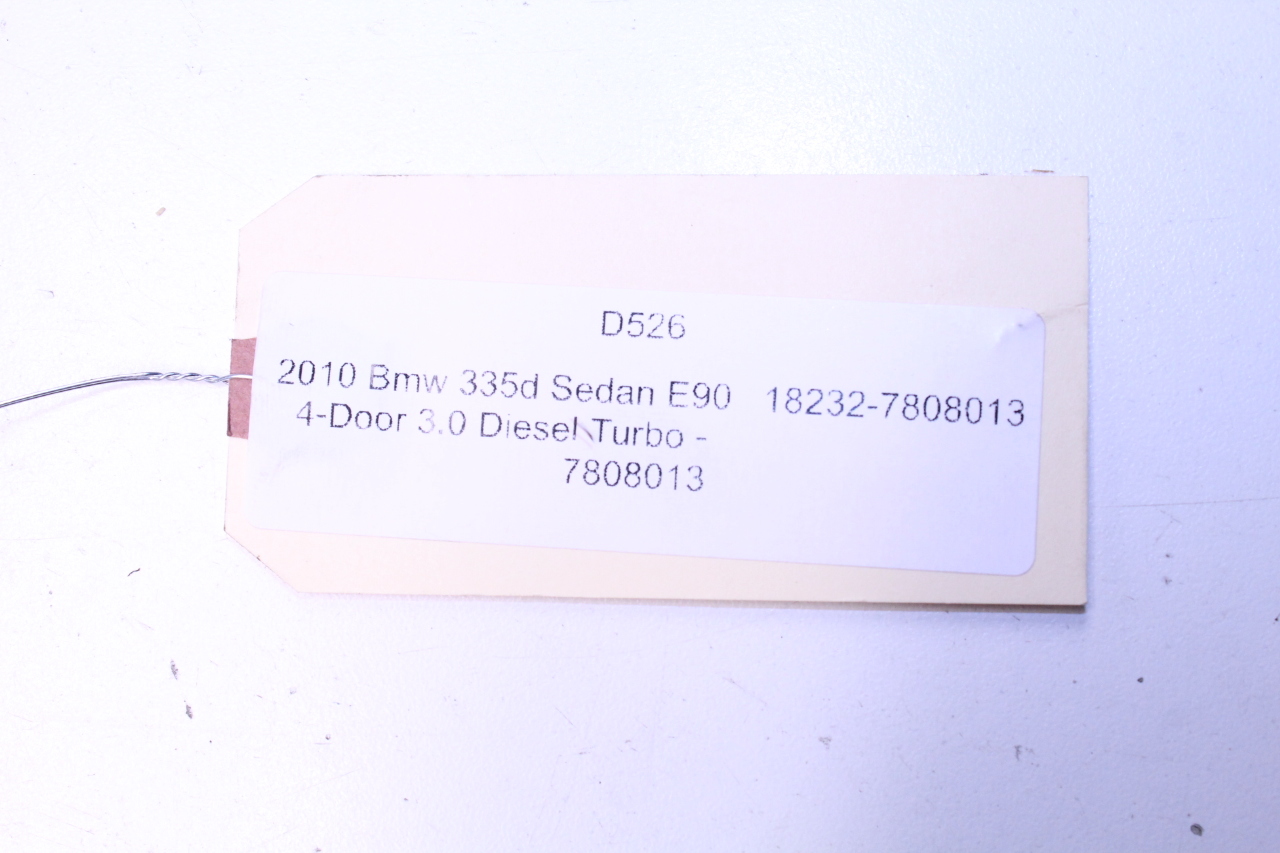 D526
2010 Bmw 335d Sedan E90 18232-7808013
4-Door 3.0 Diesel Turbo -
7808013